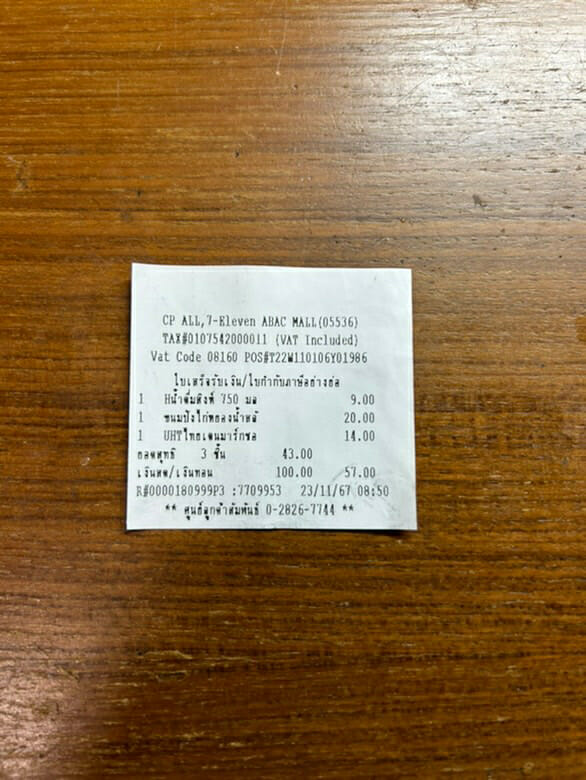 CP ALL,7-Eleven ABAC MALL(05536)
TAX#0107542000011 (VAT Included)
Vat Code 08160 POS#T22W110106Y01986
ใบเสร็จรับเงิน/ใบกำกับภาษีอย่างย่อ
1 Hน้ำดื่มสิงห์ 750 มล 9.00
1 ขนมปังไก่หยองน้ำสลั 20.00
1 UHTไทยเดนมาร์กชอ 14.00
ยอดสุทธิ 3 ชิ้น 43.00
เงินสด/เงินทอน 100.00 57.00
R#0000180999P3 :7709953 23/11/67 08:50
** ศูนย์ลูกค้าสัมพันธ์ 0-2826-7744 **